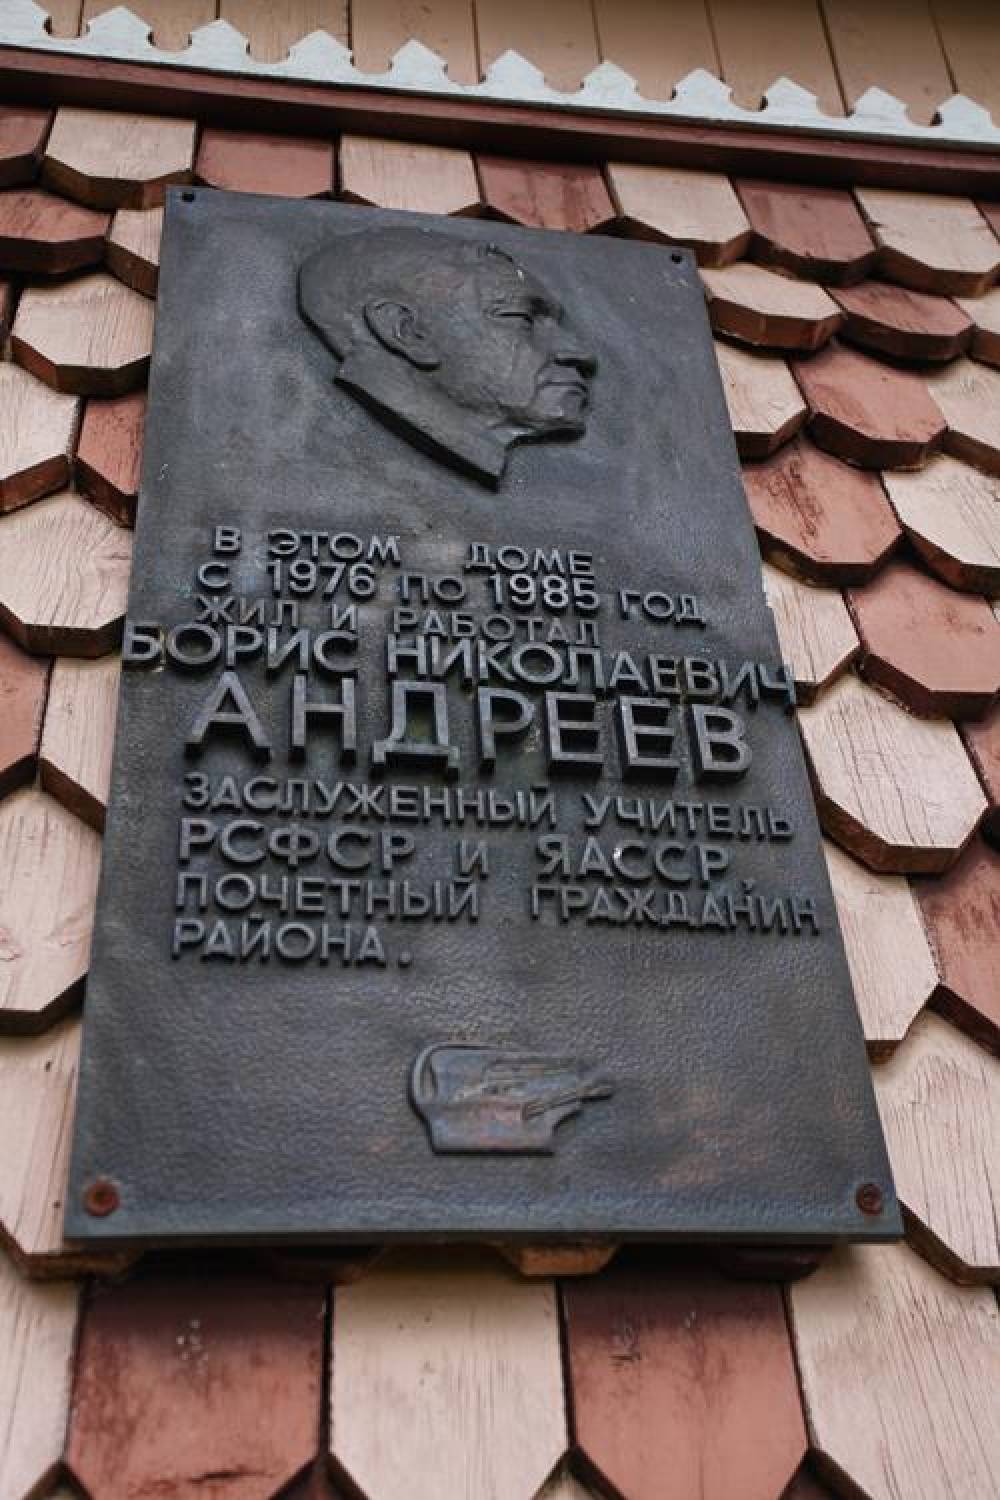 В ЭТОМ ДОМЕ
С 1976 ПО 1985 ГОД
ЖИЛ И РАБОТАЛ
БОРИС НИКОЛАЕВИЧ
АНДРЕЕВ
ЗАСЛУЖЕННЫЙ УЧИТЕЛЬ
РСФСР И ЯАССР
ПОЧЕТНЫЙ ГРАЖДАНИН
РАЙОНА.